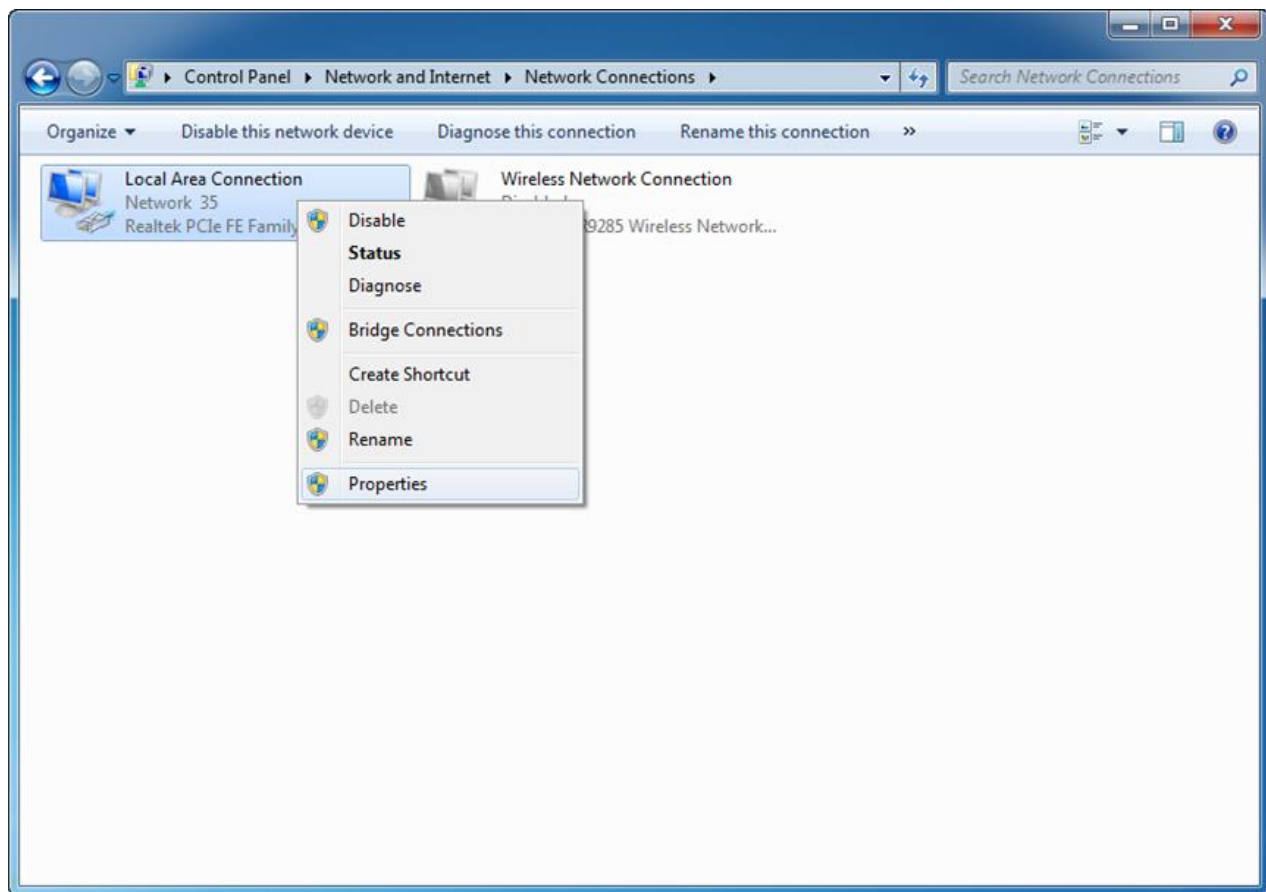 Control Panel Network and Internet Network Connections
Search Network Connections
Organize Disable this network device Diagnose this connection Rename this connection »
Local Area Connection
Network 35
Realtek PCIe FE Family
Wireless Network Connection
9285 Wireless Network...
Disable
Status
Diagnose
Bridge Connections
Create Shortcut
Delete
Rename
Properties